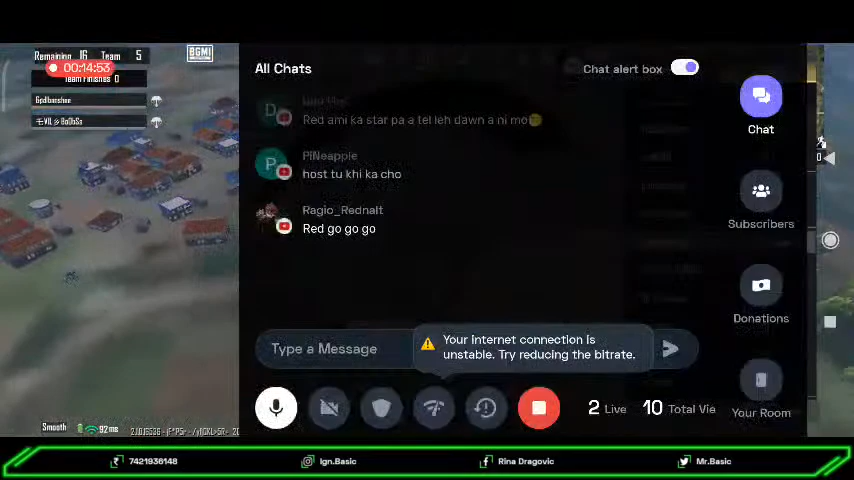 Remaining 16 Team 5
BGMI
00:14:53
Team Finishes 0
All Chats
Chat alert box
Red ami ka star pa a tel leh dawn a ni mo
Chat
P
PiNeapple
host tu khi ka cho
Ragio_Rednalt
Red go go go
Subscribers
Donations
Your internet connection is
unstable. Try reducing the bitrate.
Type a Message
2 Live 10 Total Vie
Your Room
Smooth 92ms
7421936148 Ign.Basic Rina Dragovic Mr.Basic